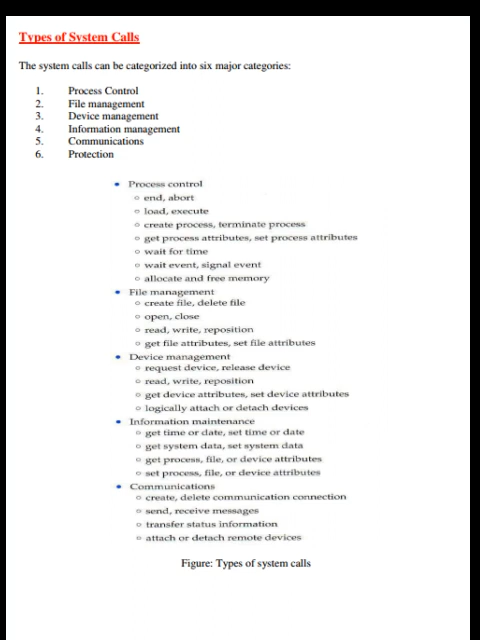 Types of System Calls
The system calls can be categorized into six major categories:
1. Process Control
2. File management
3. Device management
4. Information management
5. Communications
6. Protection
• Process control
○ end, abort
○ load, execute
○ create process, terminate process
○ get process attributes, set process attributes
○ wait for time
○ wait event, signal event
○ allocate and free memory
• File management
○ create file, delete file
○ open, close
○ read, write, reposition
○ get file attributes, set file attributes
• Device management
○ request device, release device
○ read, write, reposition
○ get device attributes, set device attributes
○ logically attach or detach devices
• Information maintenance
○ get time or date, set time or date
○ get system data, set system data
○ get process, file, or device attributes
○ set process, file, or device attributes
• Communications
○ create, delete communication connection
○ send, receive messages
○ transfer status information
○ attach or detach remote devices
Figure: Types of system calls